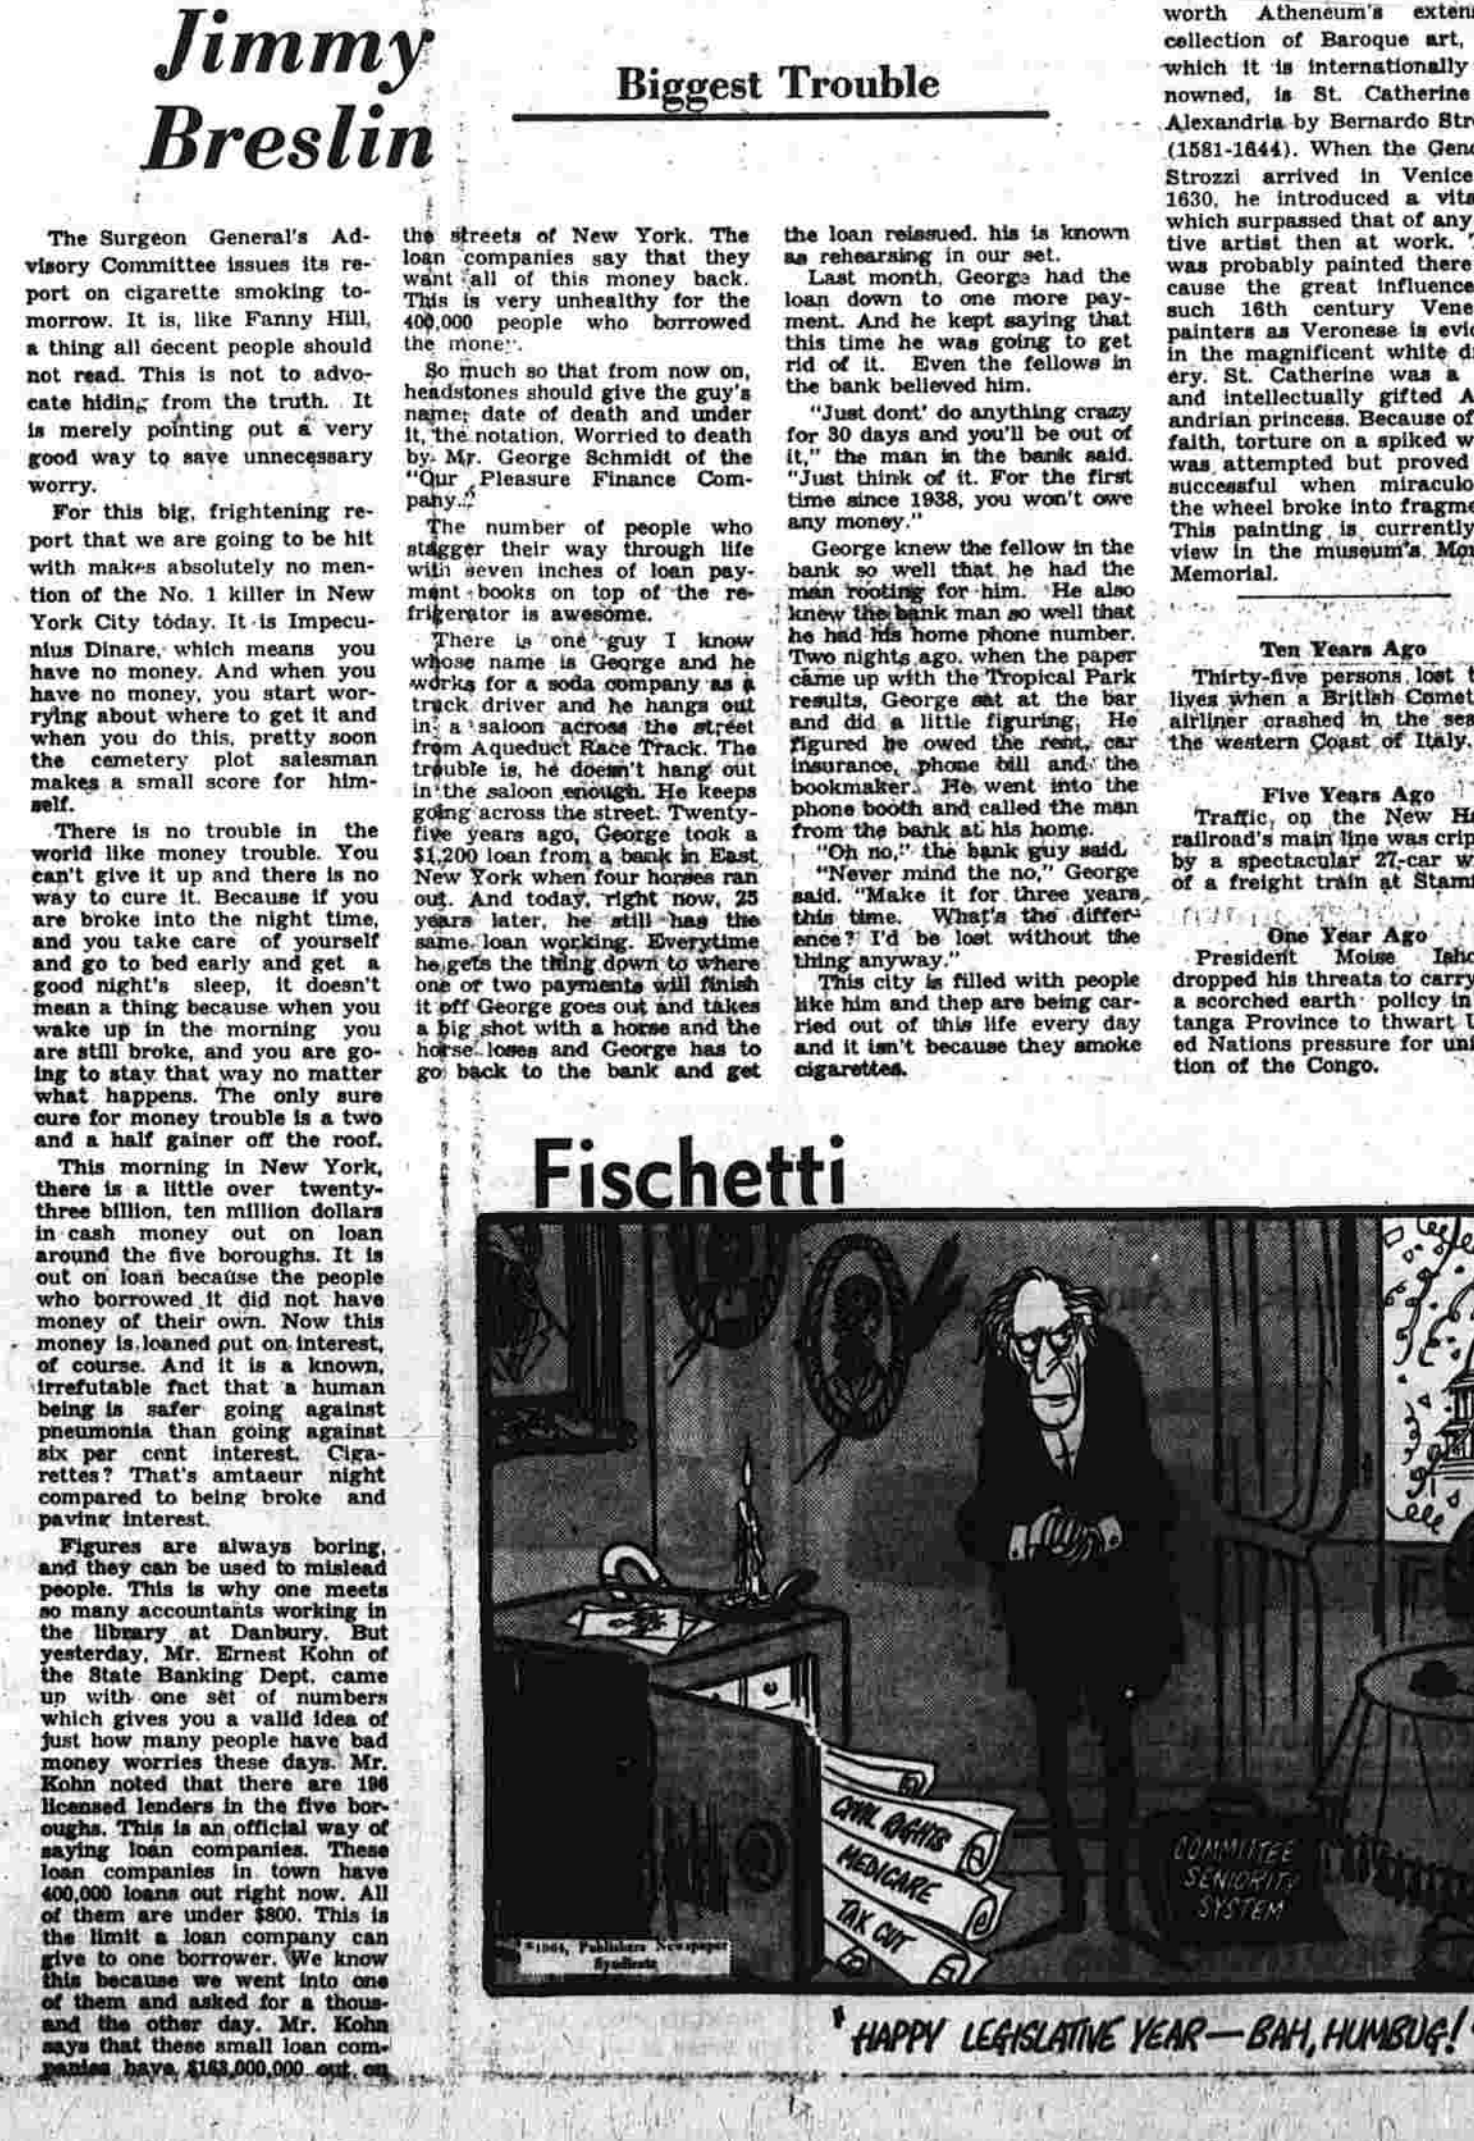 Jimmy
Breslin
Biggest Trouble
The Surgeon General's Ad-
visory Committee issues its re-
port on cigarette smoking to-
morrow. It is, like Fanny Hill,
a thing all decent people should
not read. This is not to advo-
cate hiding from the truth. It
is merely pointing out a very
good way to save unnecessary
worry.
For this big, frightening re-
port that we are going to be hit
with makes absolutely no men-
tion of the No. 1 killer in New
York City today. It is Impecu-
nius Dinare, which means you
have no money. And when you
have no money, you start wor-
rying about where to get it and
when you do this, pretty soon
the cemetery plot salesman
makes a small score for him-
self.
There is no trouble in the
world like money trouble. You
can't give it up and there is no
way to cure it. Because if you
are broke into the night time,
and you take care of yourself
and go to bed early and get a
good night's sleep, it doesn't
mean a thing because when you
wake up in the morning you
are still broke, and you are go-
ing to stay that way no matter
what happens. The only sure
cure for money trouble is a two
and a half gainer off the roof.
This morning in New York,
there is a little over twenty-
three billion, ten million dollars
in cash money out on loan
around the five boroughs. It is
out on loan because the people
who borrowed it did not have
money of their own. Now this
money is loaned out on interest,
of course. And it is a known,
irrefutable fact that a human
being is safer going against
pneumonia than going against
six per cent interest. Ciga-
rettes? That's amtaeur night
compared to being broke and
paying interest.
Figures are always boring,
and they can be used to mislead
people. This is why one meets
so many accountants working in
the library at Danbury. But
yesterday, Mr. Ernest Kohn of
the State Banking Dept. came
up with one set of numbers
which gives you a valid idea of
just how many people have bad
money worries these days. Mr.
Kohn noted that there are 196
licensed lenders in the five bor-
oughs. This is an official way of
saying loan companies. These
loan companies in town have
400,000 loans out right now. All
of them are under $800. This is
the limit a loan company can
give to one borrower. We know
this because we went into one
of them and asked for a thous-
and the other day. Mr. Kohn
says that these small loan com-
panies have $163,000,000 out on
the streets of New York. The
loan companies say that they
want all of this money back.
This is very unhealthy for the
400,000 people who borrowed
the money.
So much so that from now on,
headstones should give the guy's
name; date of death and under
it, the notation, Worried to death
by Mr. George Schmidt of the
"Our Pleasure Finance Com-
pany."
The number of people who
stagger their way through life
with seven inches of loan pay-
ment books on top of the re-
frigerator is awesome.
There is one guy I know
whose name is George and he
works for a soda company as a
truck driver and he hangs out
in a saloon across the street
from Aqueduct Race Track. The
trouble is, he doesn't hang out
in the saloon enough. He keeps
going across the street. Twenty-
five years ago, George took a
$1,200 loan from a bank in East
New York when four horses ran
out. And today, right now, 25
years later, he still has the
same loan working. Everytime
he gets the thing down to where
one or two payments will finish
it off George goes out and takes
a big shot with a horse and the
horse loses and George has to
go back to the bank and get
the loan reissued. his is known
as rehearsing in our set.
Last month, George had the
loan down to one more pay-
ment. And he kept saying that
this time he was going to get
rid of it. Even the fellows in
the bank believed him.
"Just dont' do anything crazy
for 30 days and you'll be out of
it," the man in the bank said.
"Just think of it. For the first
time since 1938, you won't owe
any money."
George knew the fellow in the
bank so well that he had the
man rooting for him. He also
knew the bank man so well that
he had his home phone number.
Two nights ago, when the paper
came up with the Tropical Park
results, George sat at the bar
and did a little figuring. He
figured he owed the rent, car
insurance, phone bill and the
bookmaker. He went into the
phone booth and called the man
from the bank at his home.
"Oh no," the bank guy said.
"Never mind the no," George
said. "Make it for three years
this time. What's the differ-
ence? I'd be lost without the
thing anyway."
This city is filled with people
like him and thep are being car-
ried out of this life every day
and it isn't because they smoke
cigarettes.
worth Atheneum's exten
collection of Baroque art,
which it is internationally
nowned, is St. Catherine
Alexandria by Bernardo Str
(1581-1644). When the Gen
Strozzi arrived in Venice
1630, he introduced a vita
which surpassed that of any
tive artist then at work.
was probably painted there
cause the great influence
such 16th century Vene
painters as Veronese is evi
in the magnificent white d
ery. St. Catherine was a
and intellectually gifted A
andrian princess. Because of
faith, torture on a spiked w
was attempted but proved
successful when miraculo
the wheel broke into fragme
This painting is currently
view in the museum's Mor
Memorial.
Ten Years Ago
Thirty-five persons lost t
lives when a British Comet
airliner crashed in the sea
the western Coast of Italy.
Five Years Ago
Traffic on the New Ha
railroad's main line was crip
by a spectacular 27-car w
of a freight train at Stamf
One Year Ago
President Moise Tsho
dropped his threats to carry
a scorched earth policy in
tanga Province to thwart U
ed Nations pressure for uni
tion of the Congo.
Fischetti
CIVIL RIGHTS
MEDICARE
TAX CUT
COMMITTEE
SENIORITY
SYSTEM
©1964, Publishers Newspaper
Syndicate
"HAPPY LEGISLATIVE YEAR—BAH, HUMBUG!"